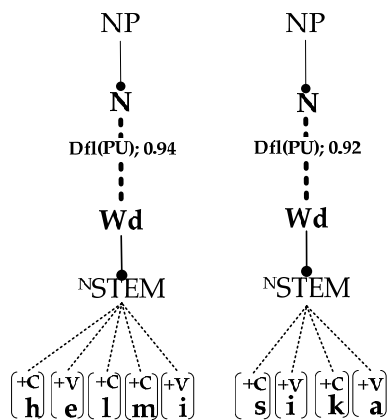 NP NP
N N
Dfl(PU); 0.94 Dfl(PU); 0.92
Wd Wd
NSTEM NSTEM
+C +V +C +C +V +C +V +C +V
h e l m i s i k a